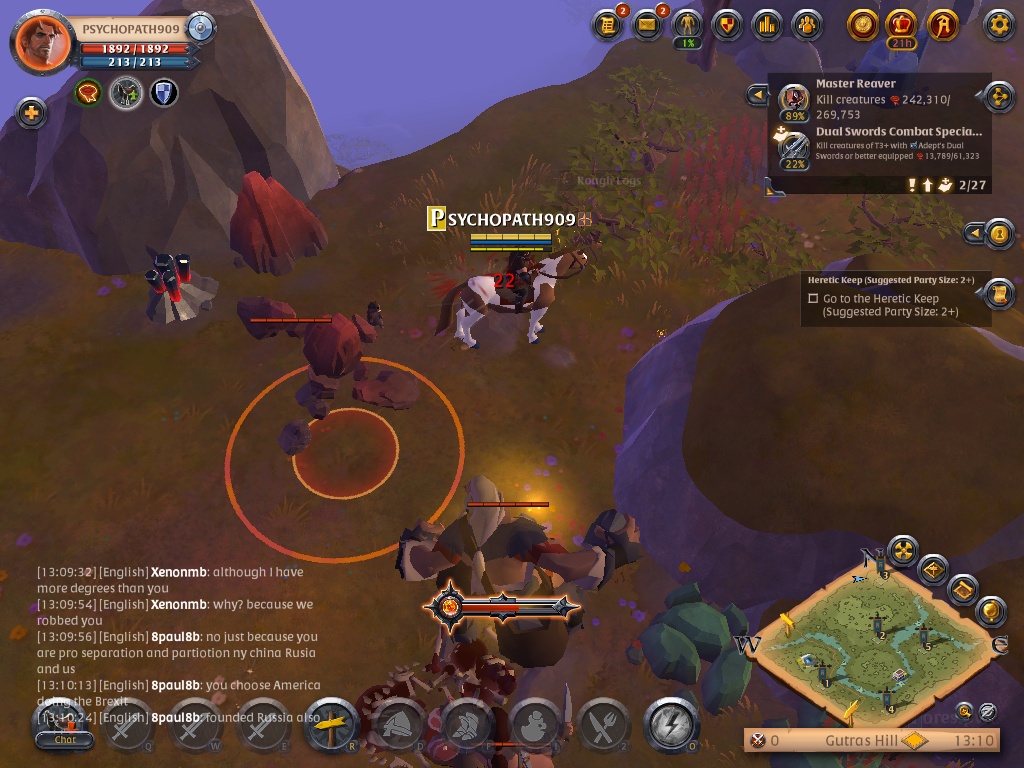 PSYCHOPATH909
1892 / 1892
213 / 213
2
2
1%
21h
Master Reaver
Kill creatures 242,310/
269,753
89%
Dual Swords Combat Specia...
Kill creatures of T3+ with Adept's Dual
Swords or better equipped 13,789/61,323
22%
2/27
Rough Logs
PSYCHOPATH909
22
Heretic Keep (Suggested Party Size: 2+)
Go to the Heretic Keep
(Suggested Party Size: 2+)
[13:09:32] [English] Xenonmb: although I have
more degrees than you
[13:09:54] [English] Xenonmb: why? because we
robbed you
[13:09:56] [English] 8paul8b: no just because you
are pro separation and partiotion ny china Rusia
and us
[13:10:13] [English] 8paul8b: you choose America
doing the Brexit
[13:10:24] [English] 8paul8b: founded Russia also
Chat
Q
W
E
R
D
F
1
2
O
N
W
E
3
2
5
1
4
0
Gutras Hill
13:10